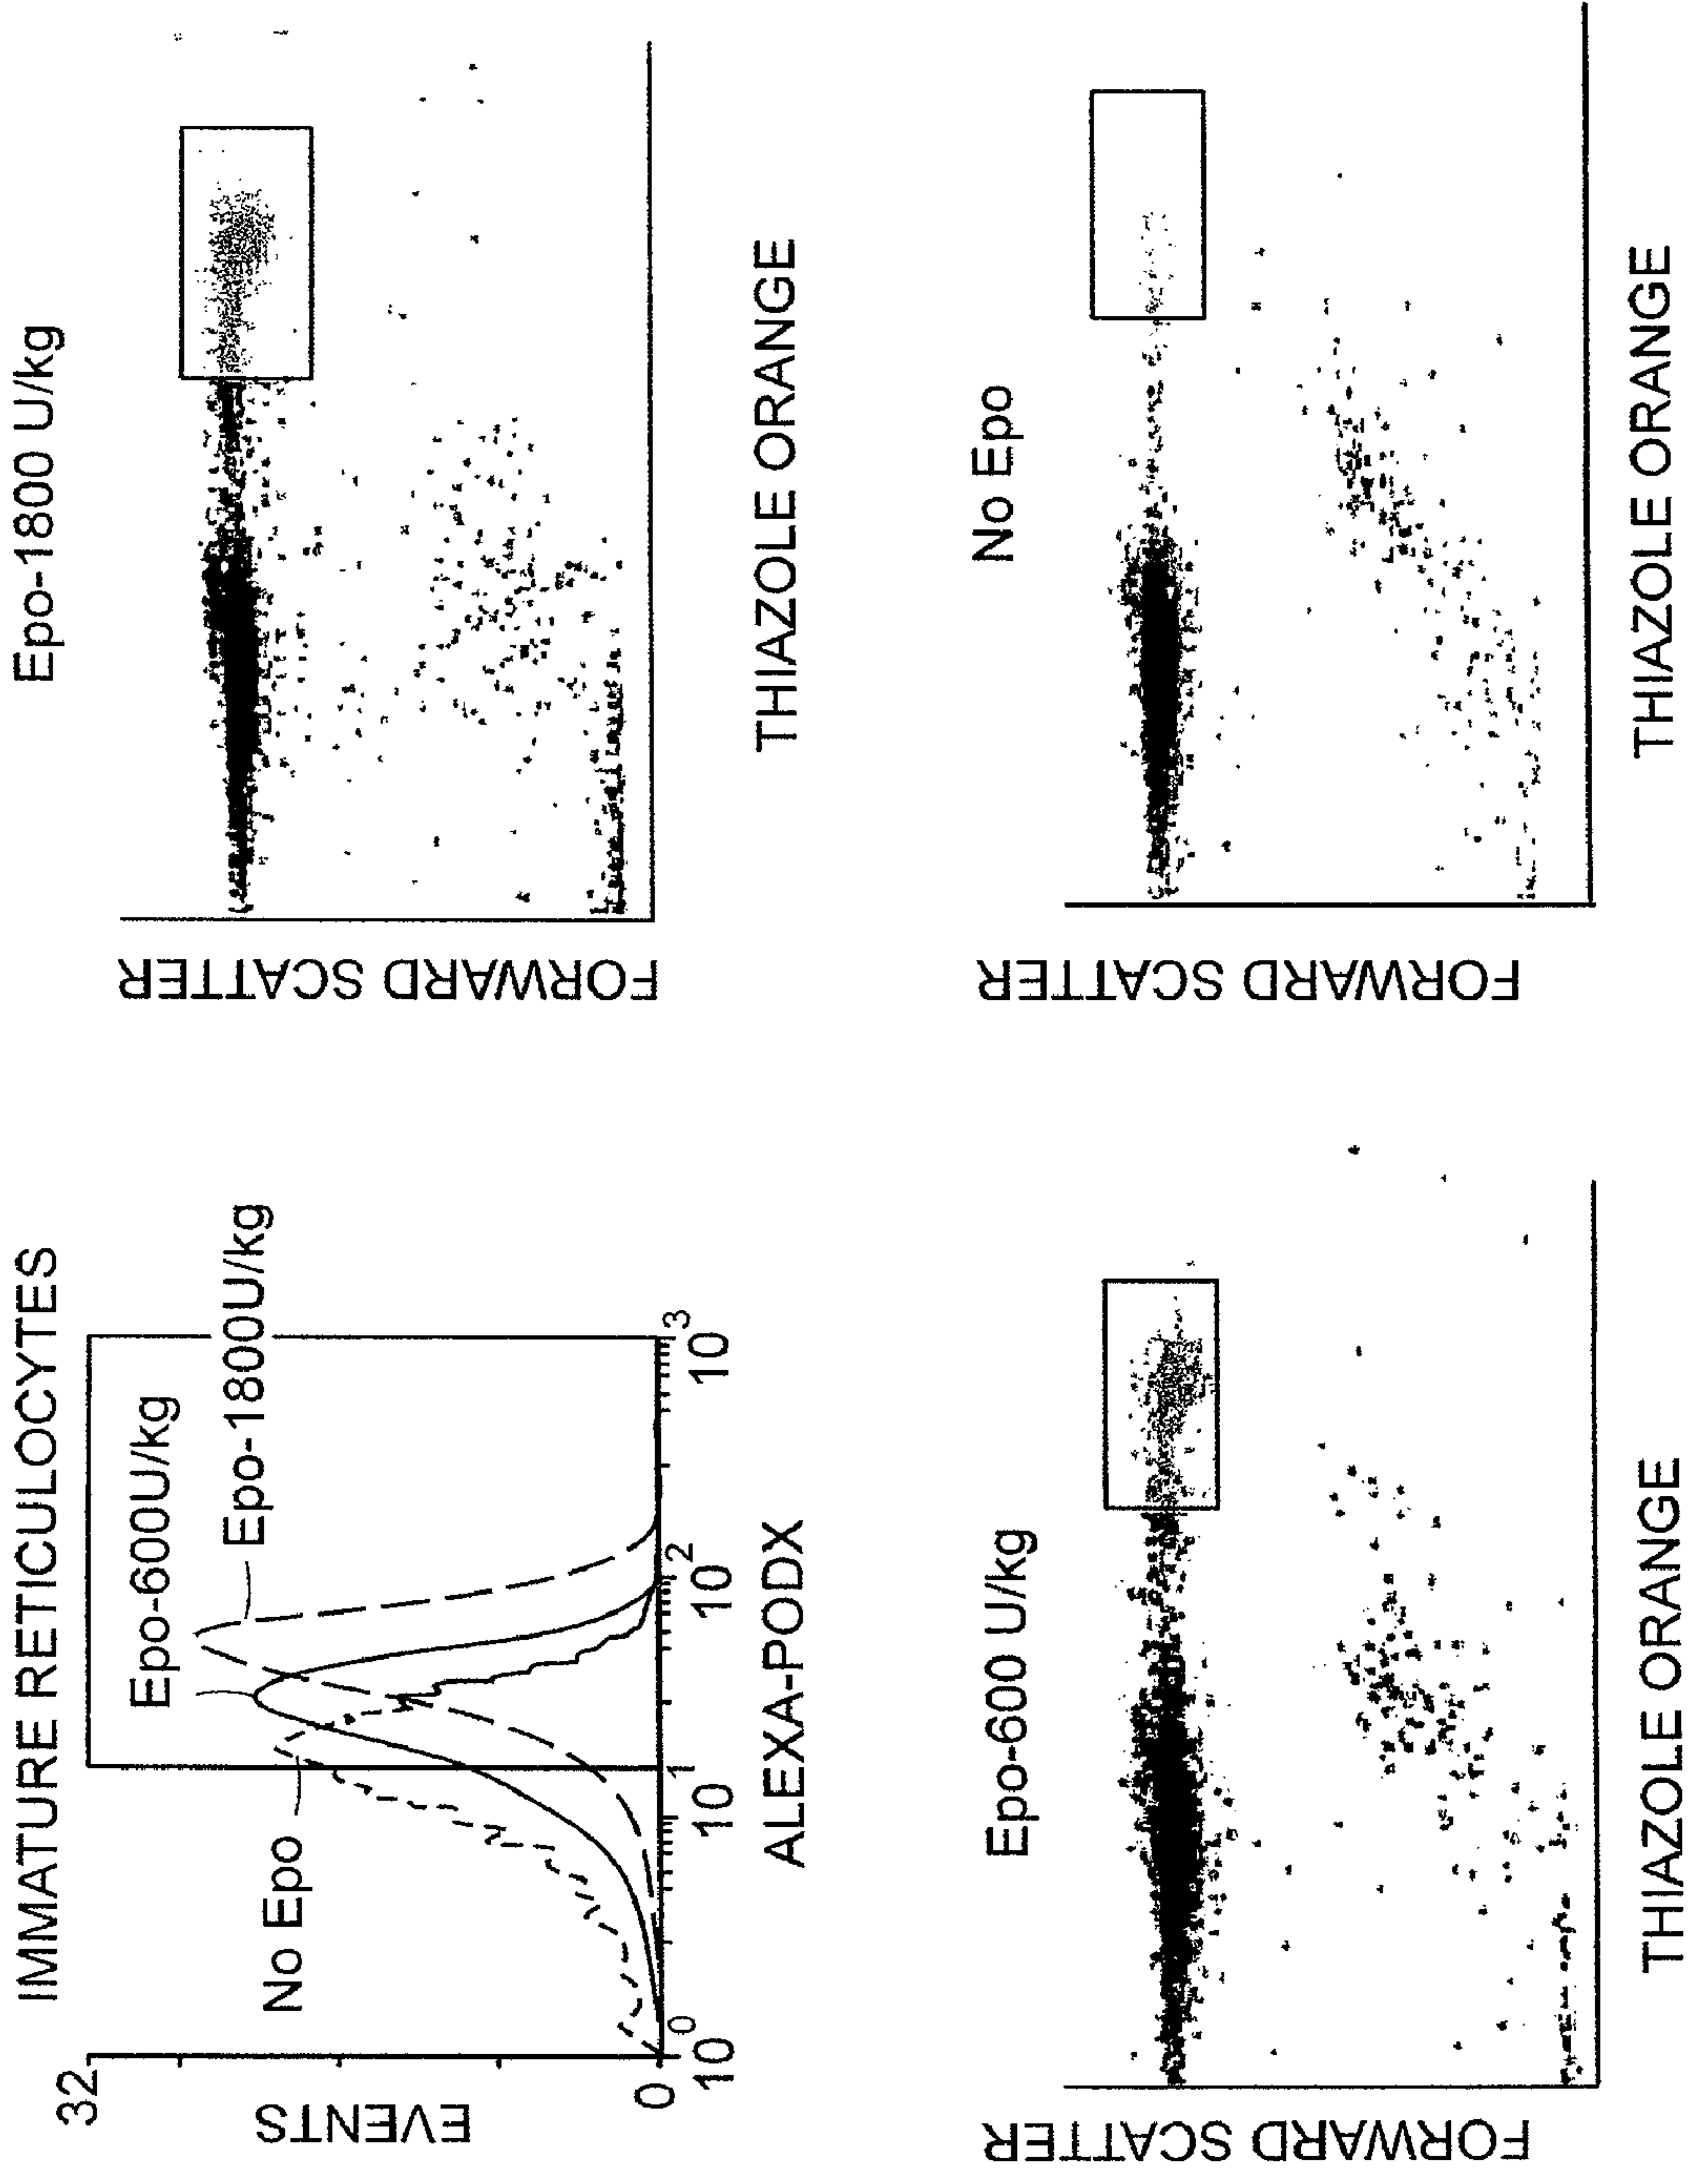 IMMATURE RETICULOCYTES
32
EVENTS
0
No Epo
Epo-600U/kg
Epo-1800U/kg
10^0
10^1
10^2
10^3
ALEXA-PODX
Epo-1800 U/kg
FORWARD SCATTER
THIAZOLE ORANGE
Epo-600 U/kg
FORWARD SCATTER
THIAZOLE ORANGE
No Epo
FORWARD SCATTER
THIAZOLE ORANGE